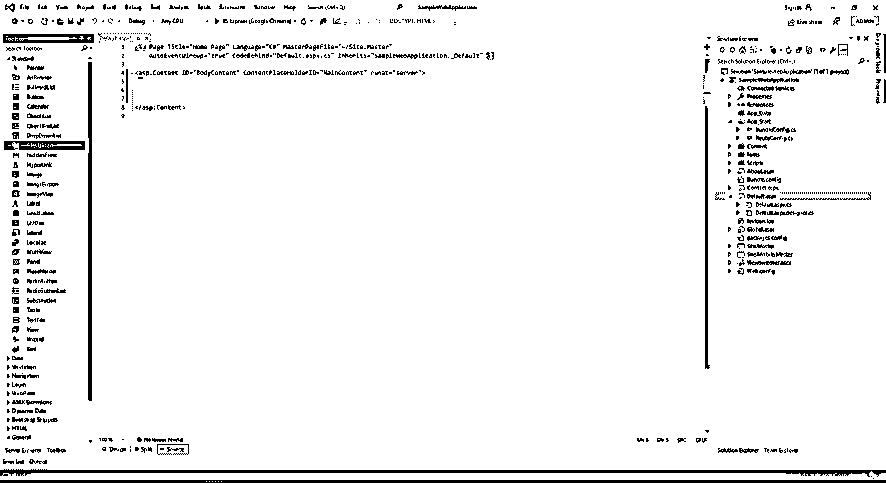 File Edit View Project Build Debug Test Analyze Tools Extensions Window Help Search (Ctrl+Q) SampleWebApplication Sign in
Debug Any CPU IIS Express (Google Chrome) DOCTYPE: HTML5 Live Share ADMIN
Toolbox
Search Toolbox
Standard
Pointer
AdRotator
BulletedList
Button
Calendar
CheckBox
CheckBoxList
DropDownList
FileUpload
HiddenField
HyperLink
Image
ImageButton
ImageMap
Label
LinkButton
ListBox
Literal
Localize
MultiView
Panel
PlaceHolder
RadioButton
RadioButtonList
Substitution
Table
TextBox
View
Wizard
Xml
Data
Validation
Navigation
Login
WebParts
AJAX Extensions
Dynamic Data
Bootstrap Snippets
HTML
General
Server Explorer Toolbox
Error List Output
1 <%@ Page Title="Home Page" Language="C#" MasterPageFile="~/Site.Master"
2 AutoEventWireup="true" CodeBehind="Default.aspx.cs" Inherits="SampleWebApplication._Default" %>
3
4 <asp:Content ID="BodyContent" ContentPlaceHolderID="MainContent" runat="server">
5
6
7
8 </asp:Content>
9
100% No issues found
Design Split Source
Solution Explorer
Search Solution Explorer (Ctrl+;)
Solution 'SampleWebApplication' (1 of 1 project)
SampleWebApplication
Connected Services
Properties
References
App_Data
App_Start
BundleConfig.cs
RouteConfig.cs
Content
fonts
Scripts
About.aspx
Bundle.config
Contact.aspx
Default.aspx
Default.aspx.cs
Default.aspx.designer.cs
favicon.ico
Global.asax
packages.config
Site.Master
Site.Mobile.Master
ViewSwitcher.ascx
Web.config
Solution Explorer Team Explorer
Diagnostic Tools
Properties